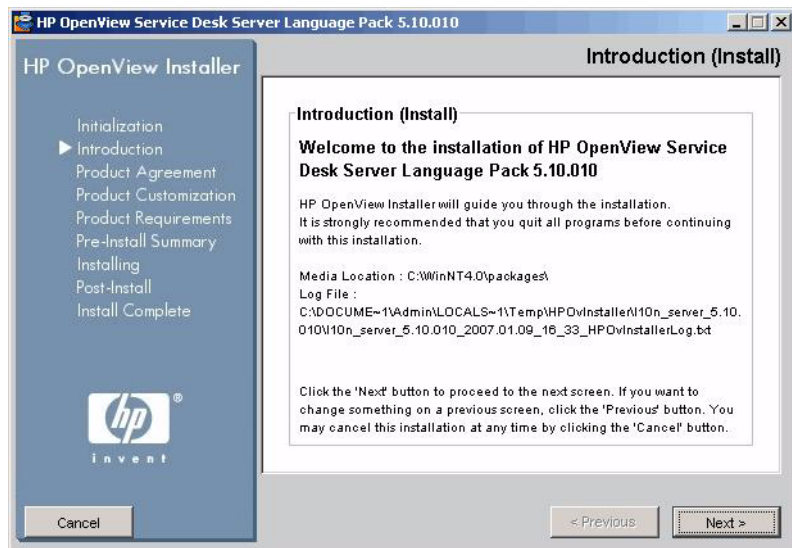 HP OpenView Service Desk Server Language Pack 5.10.010
HP OpenView Installer
Introduction (Install)
Initialization
Introduction
Product Agreement
Product Customization
Product Requirements
Pre-Install Summary
Installing
Post-Install
Install Complete
Introduction (Install)
Welcome to the installation of HP OpenView Service
Desk Server Language Pack 5.10.010
HP OpenView Installer will guide you through the installation.
It is strongly recommended that you quit all programs before continuing
with this installation.
Media Location : C:\WinNT4.0\packages\
Log File :
C:\DOCUME~1\Admin\LOCALS~1\Temp\HPOvInstaller\l10n_server_5.10.
010\l10n_server_5.10.010_2007.01.09_16_33_HPOvInstallerLog.txt
Click the 'Next' button to proceed to the next screen. If you want to
change something on a previous screen, click the 'Previous' button. You
may cancel this installation at any time by clicking the 'Cancel' button.
hp ®
invent
Cancel
< Previous
Next >